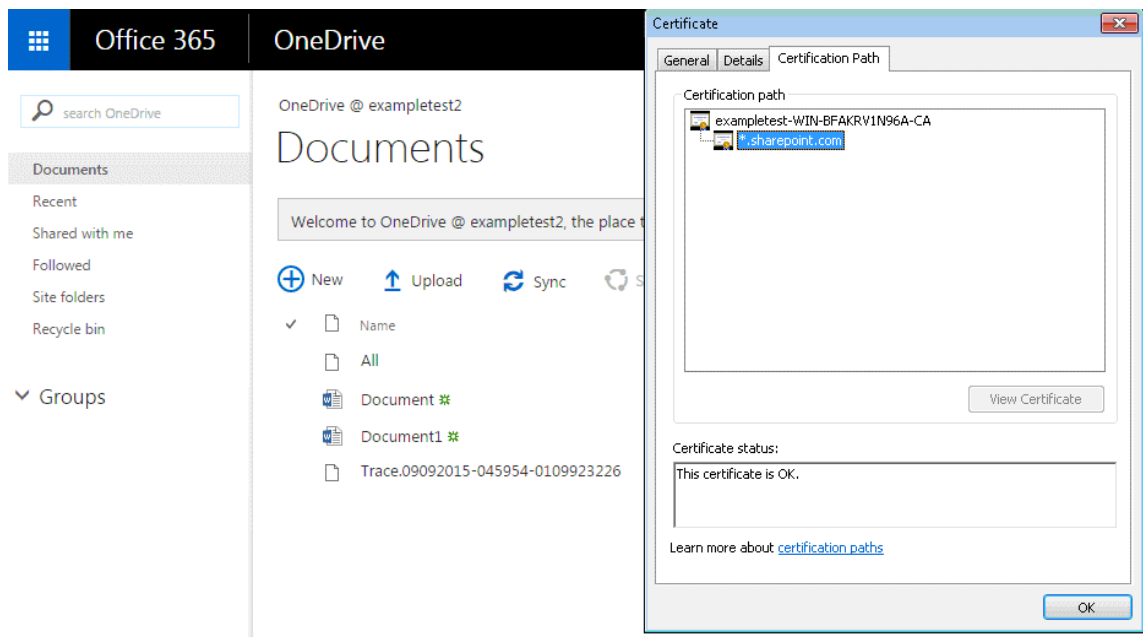 Office 365
OneDrive
search OneDrive
Documents
Recent
Shared with me
Followed
Site folders
Recycle bin
Groups
OneDrive @ exampletest2
Documents
Welcome to OneDrive @ exampletest2, the place t
New Upload Sync S
Name
All
Document
Document1
Trace.09092015-045954-0109923226
Certificate
General Details Certification Path
Certification path
exampletest-WIN-BFAKRV1N96A-CA
*.sharepoint.com
View Certificate
Certificate status:
This certificate is OK.
Learn more about certification paths
OK